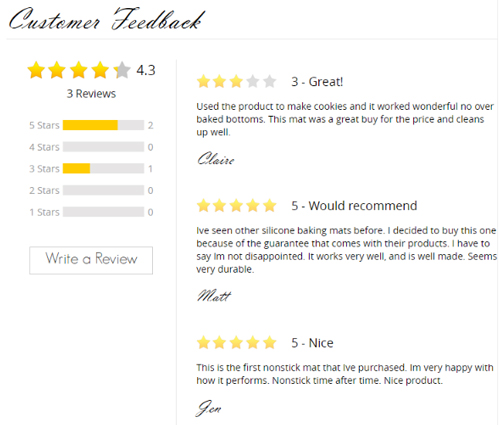 Customer Feedback
4.3
3 Reviews
5 Stars 2
4 Stars 0
3 Stars 1
2 Stars 0
1 Stars 0
Write a Review
3 - Great!
Used the product to make cookies and it worked wonderful no over
baked bottoms. This mat was a great buy for the price and cleans
up well.
Claire
5 - Would recommend
Ive seen other silicone baking mats before. I decided to buy this one
because of the guarantee that comes with their products. I have to
say Im not disappointed. It works very well, and is well made. Seems
very durable.
Matt
5 - Nice
This is the first nonstick mat that Ive purchased. Im very happy with
how it performs. Nonstick time after time. Nice product.
Jen